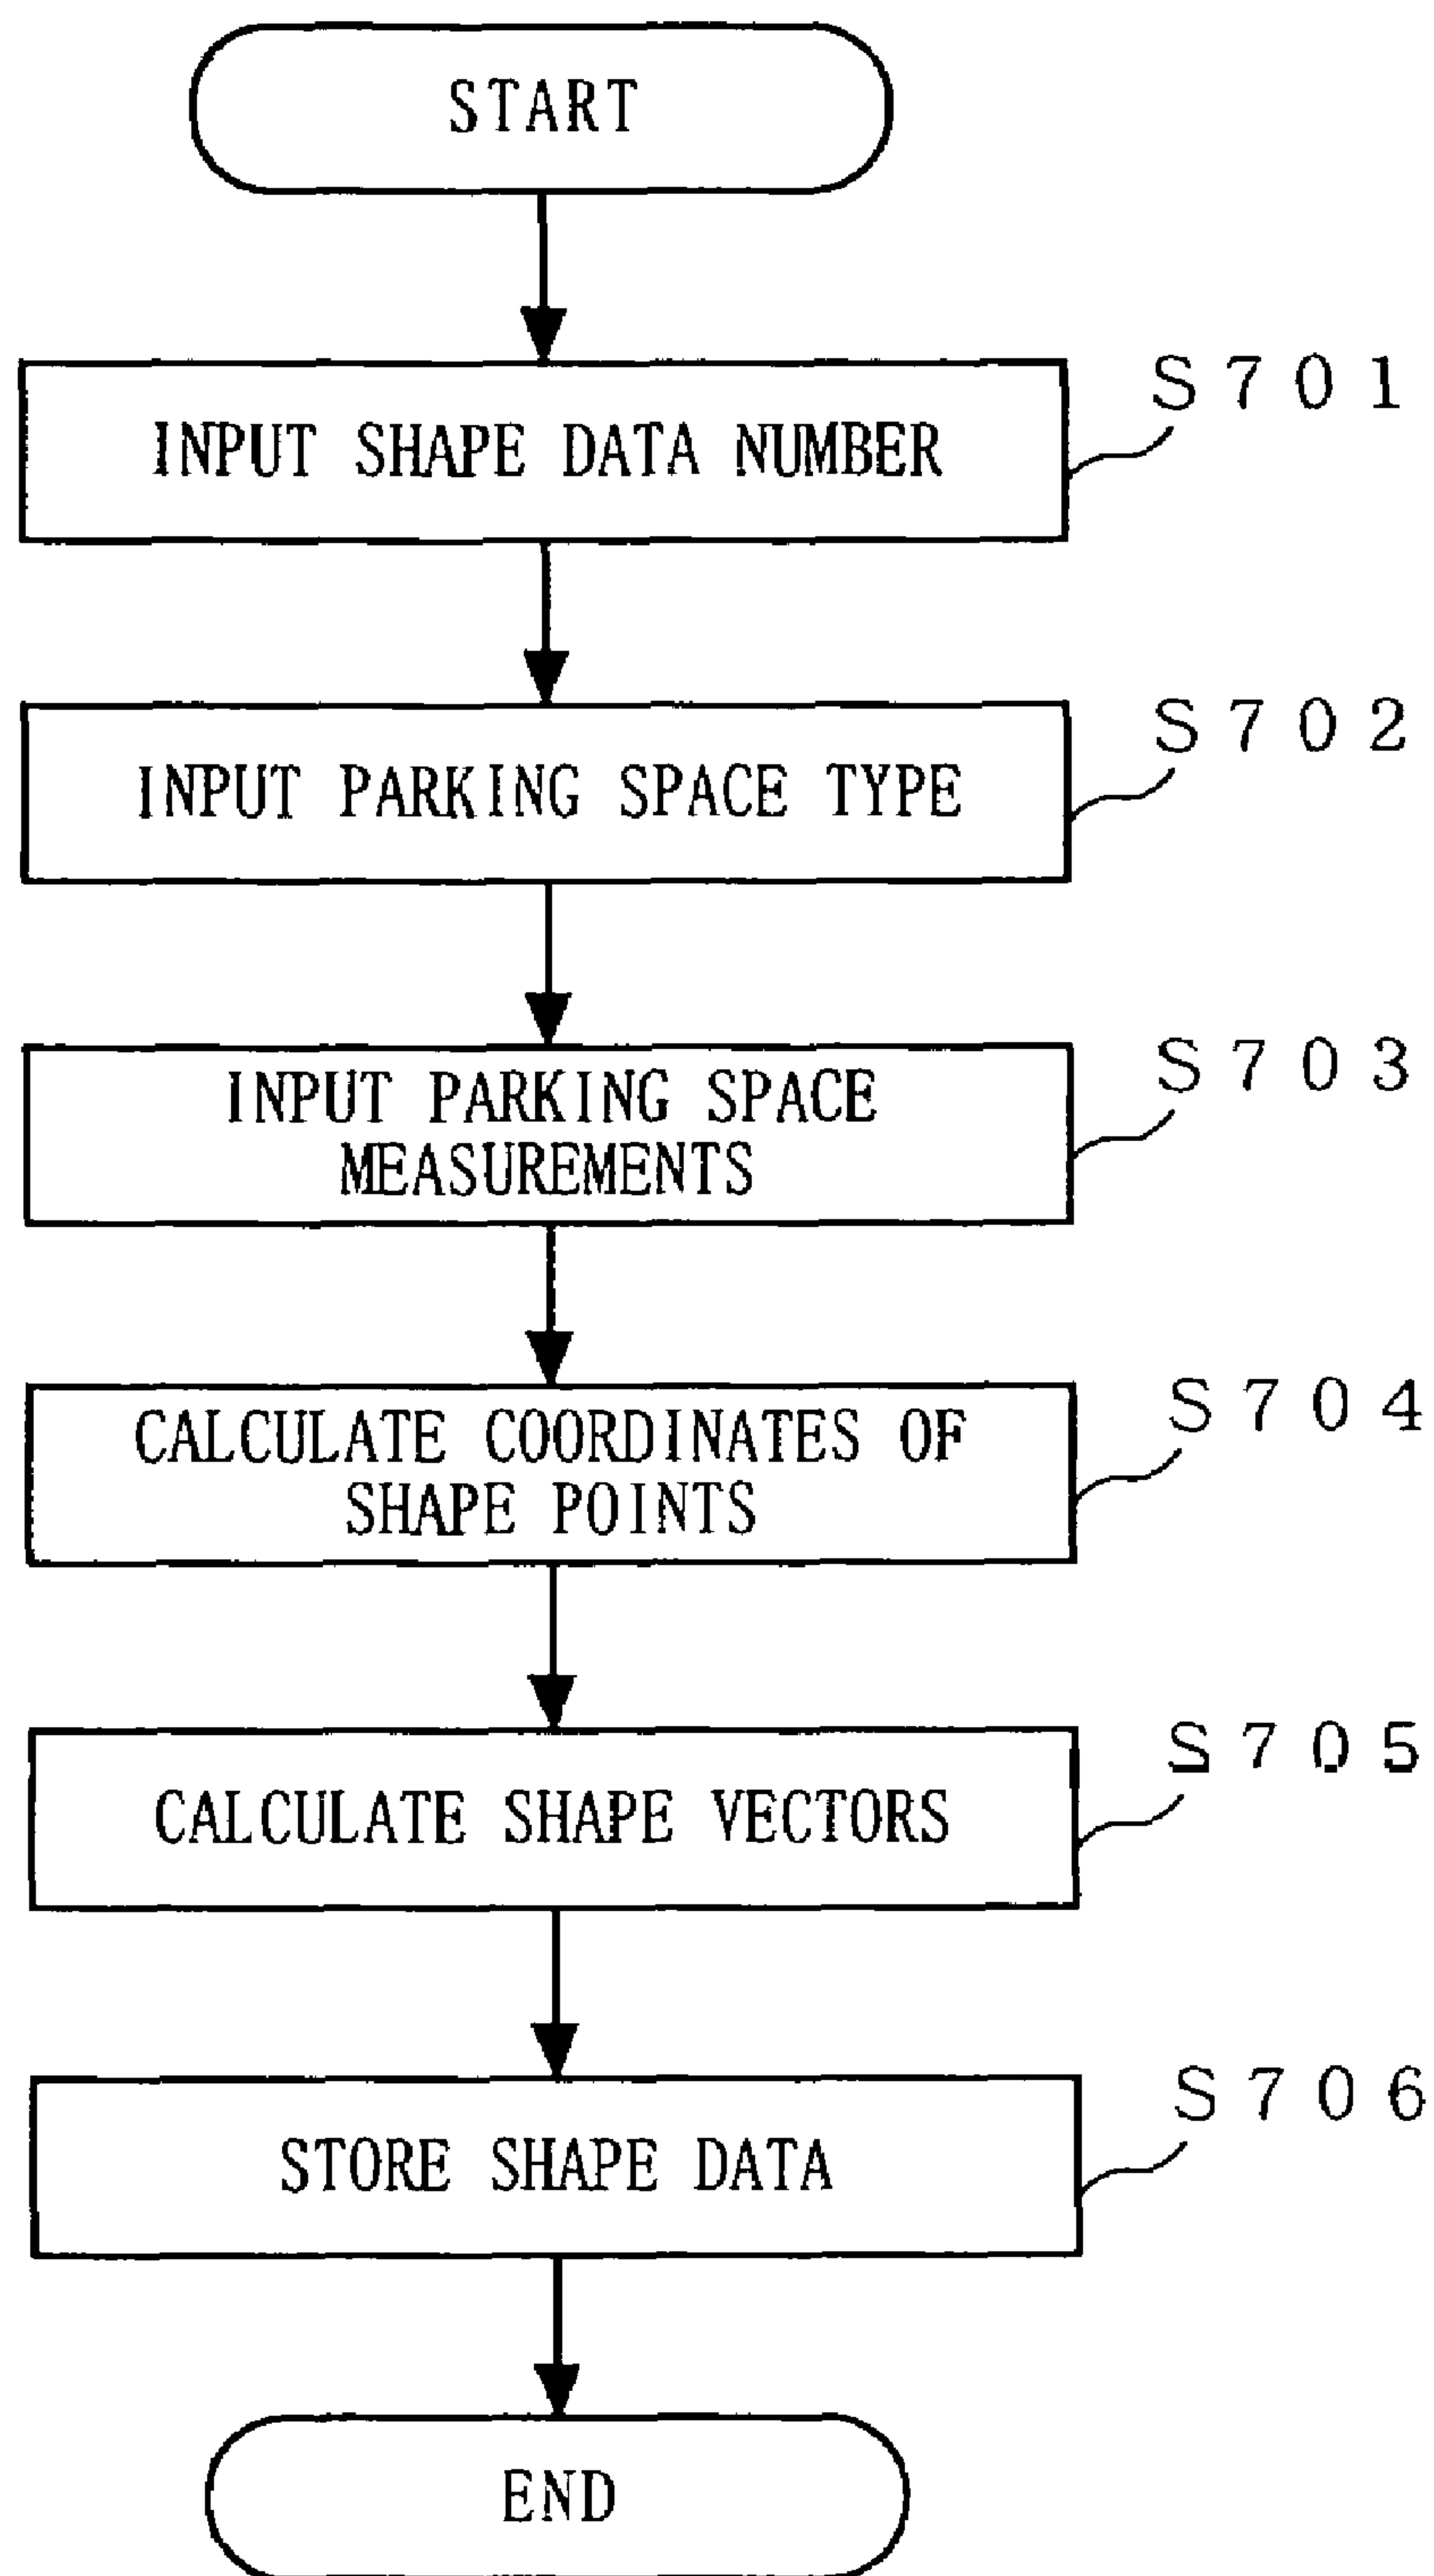 START
INPUT SHAPE DATA NUMBER
S701
INPUT PARKING SPACE TYPE
S702
INPUT PARKING SPACE
MEASUREMENTS
S703
CALCULATE COORDINATES OF
SHAPE POINTS
S704
CALCULATE SHAPE VECTORS
S705
STORE SHAPE DATA
S706
END